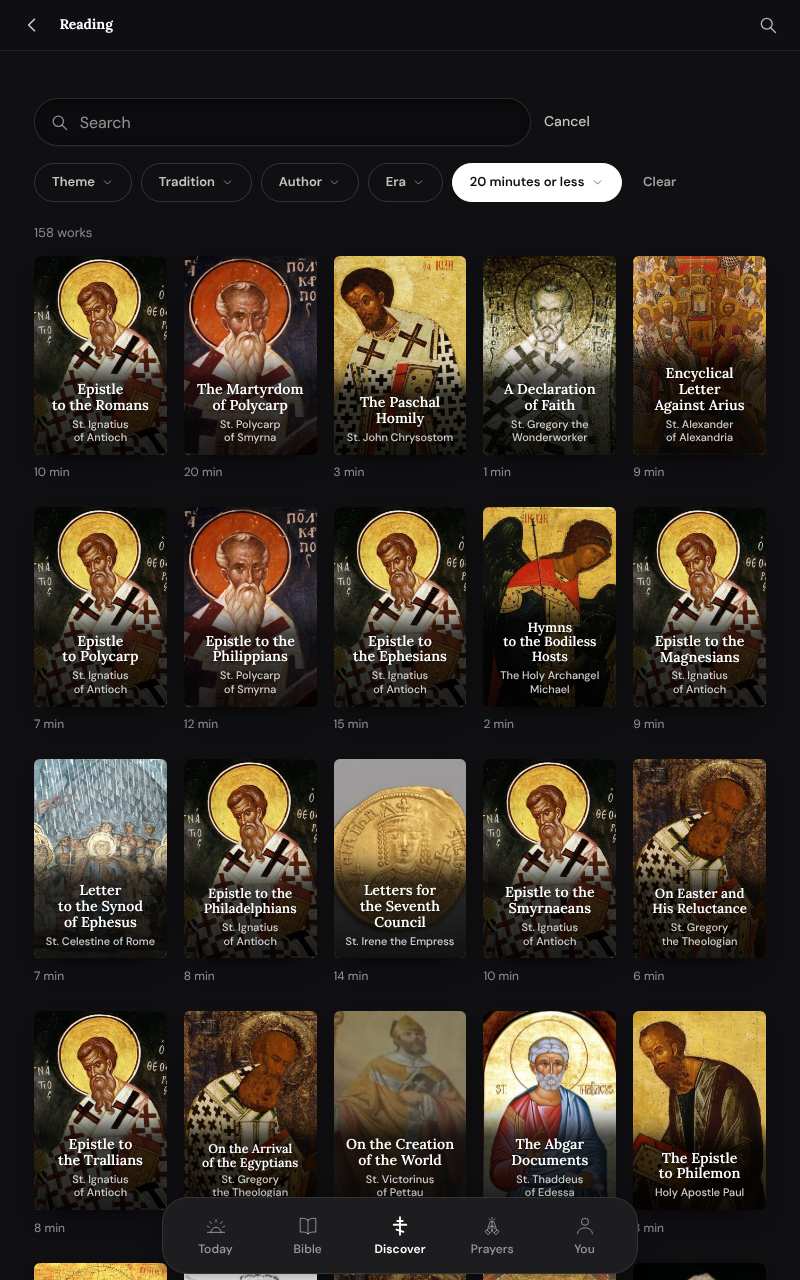 Reading
Search
Cancel
Theme
Tradition
Author
Era
20 minutes or less
Clear
158 works
Epistle
to the Romans
St. Ignatius
of Antioch
10 min
The Martyrdom
of Polycarp
St. Polycarp
of Smyrna
20 min
The Paschal
Homily
St. John Chrysostom
3 min
A Declaration
of Faith
St. Gregory the
Wonderworker
1 min
Encyclical
Letter
Against Arius
St. Alexander
of Alexandria
9 min
Epistle
to Polycarp
St. Ignatius
of Antioch
7 min
Epistle to the
Philippians
St. Polycarp
of Smyrna
12 min
Epistle to
the Ephesians
St. Ignatius
of Antioch
15 min
Hymns
to the Bodiless
Hosts
The Holy Archangel
Michael
2 min
Epistle to the
Magnesians
St. Ignatius
of Antioch
9 min
Letter
to the Synod
of Ephesus
St. Celestine of Rome
7 min
Epistle to the
Philadelphians
St. Ignatius
of Antioch
8 min
Letters for
the Seventh
Council
St. Irene the Empress
14 min
Epistle to the
Smyrnaeans
St. Ignatius
of Antioch
10 min
On Easter and
His Reluctance
St. Gregory
the Theologian
6 min
Epistle to
the Trallians
St. Ignatius
of Antioch
8 min
On the Arrival
of the Egyptians
St. Gregory
the Theologian
On the Creation
of the World
St. Victorinus
of Pettau
The Abgar
Documents
St. Thaddeus
of Edessa
The Epistle
to Philemon
Holy Apostle Paul
min
Today
Bible
Discover
Prayers
You